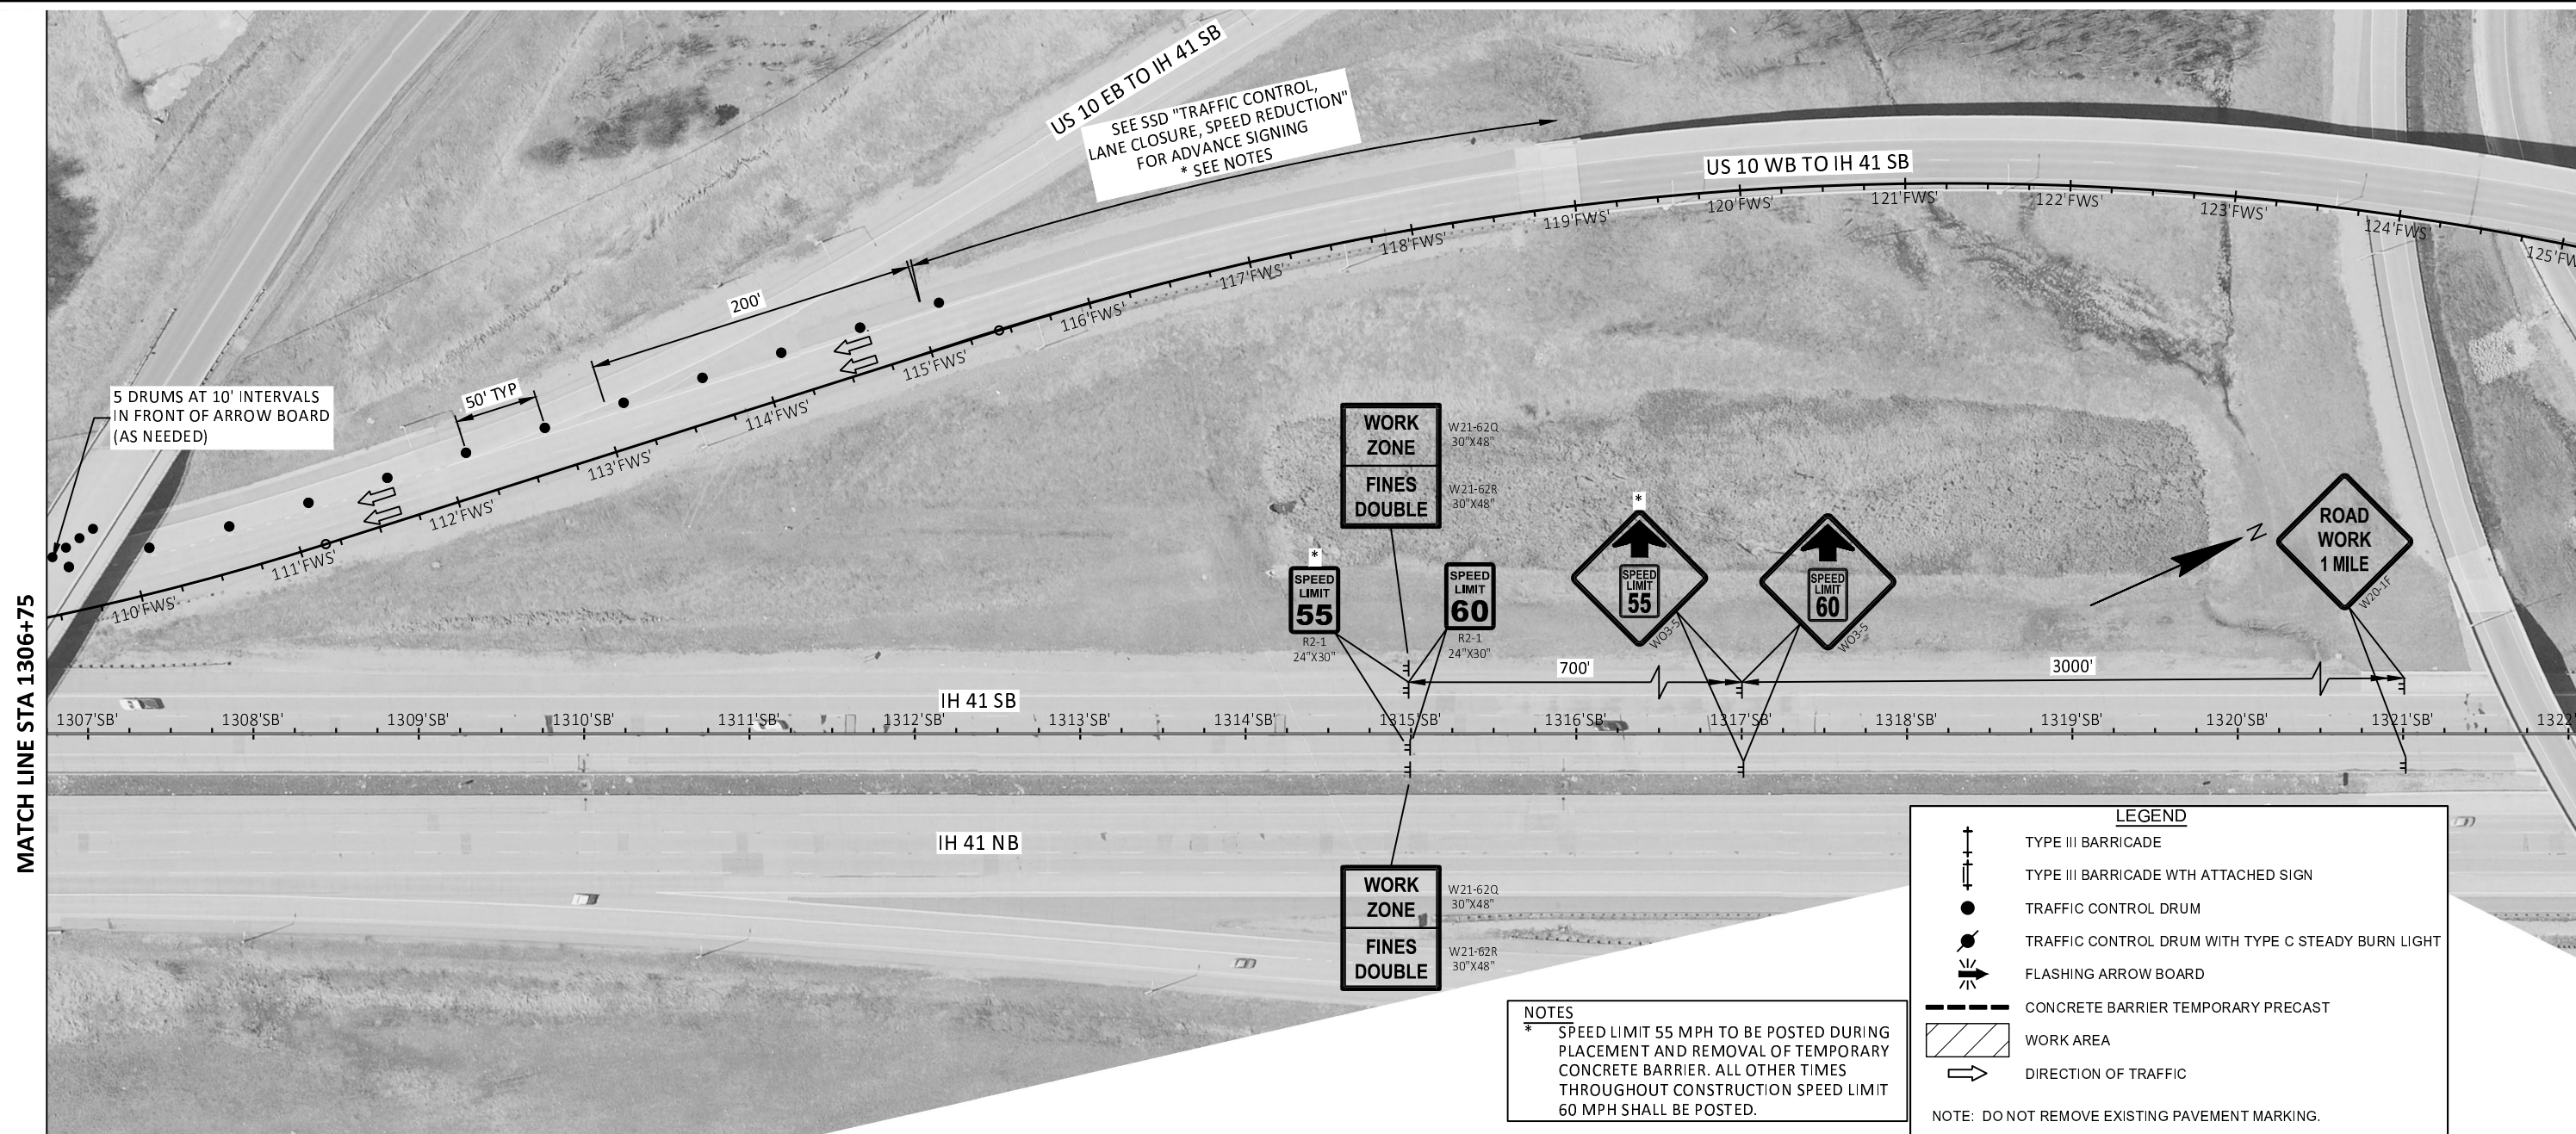 US 10 EB TO IH 41 SB
SEE SSD "TRAFFIC CONTROL,
LANE CLOSURE, SPEED REDUCTION"
FOR ADVANCE SIGNING
* SEE NOTES
US 10 WB TO IH 41 SB
200'
50' TYP
5 DRUMS AT 10' INTERVALS
IN FRONT OF ARROW BOARD
(AS NEEDED)
110'FWS'
111'FWS'
112'FWS'
113'FWS'
114'FWS'
115'FWS'
116'FWS'
117'FWS'
118'FWS'
119'FWS'
120'FWS'
121'FWS'
122'FWS'
123'FWS'
124'FWS'
125'FW
MATCH LINE STA 1306+75
WORK
ZONE
FINES
DOUBLE
W21-62Q
30"X48"
W21-62R
30"X48"
*
SPEED
LIMIT
55
R2-1
24"X30"
SPEED
LIMIT
60
R2-1
24"X30"
*
SPEED
LIMIT
55
WO3-5
SPEED
LIMIT
60
WO3-5
N
ROAD
WORK
1 MILE
W20-1F
700'
3000'
IH 41 SB
1307'SB'
1308'SB'
1309'SB'
1310'SB'
1311'SB'
1312'SB'
1313'SB'
1314'SB'
1315'SB'
1316'SB'
1317'SB'
1318'SB'
1319'SB'
1320'SB'
1321'SB'
1322'
IH 41 NB
WORK
ZONE
FINES
DOUBLE
W21-62Q
30"X48"
W21-62R
30"X48"
NOTES
* SPEED LIMIT 55 MPH TO BE POSTED DURING
PLACEMENT AND REMOVAL OF TEMPORARY
CONCRETE BARRIER. ALL OTHER TIMES
THROUGHOUT CONSTRUCTION SPEED LIMIT
60 MPH SHALL BE POSTED.
LEGEND
TYPE III BARRICADE
TYPE III BARRICADE WTH ATTACHED SIGN
TRAFFIC CONTROL DRUM
TRAFFIC CONTROL DRUM WITH TYPE C STEADY BURN LIGHT
FLASHING ARROW BOARD
CONCRETE BARRIER TEMPORARY PRECAST
WORK AREA
DIRECTION OF TRAFFIC
NOTE: DO NOT REMOVE EXISTING PAVEMENT MARKING.